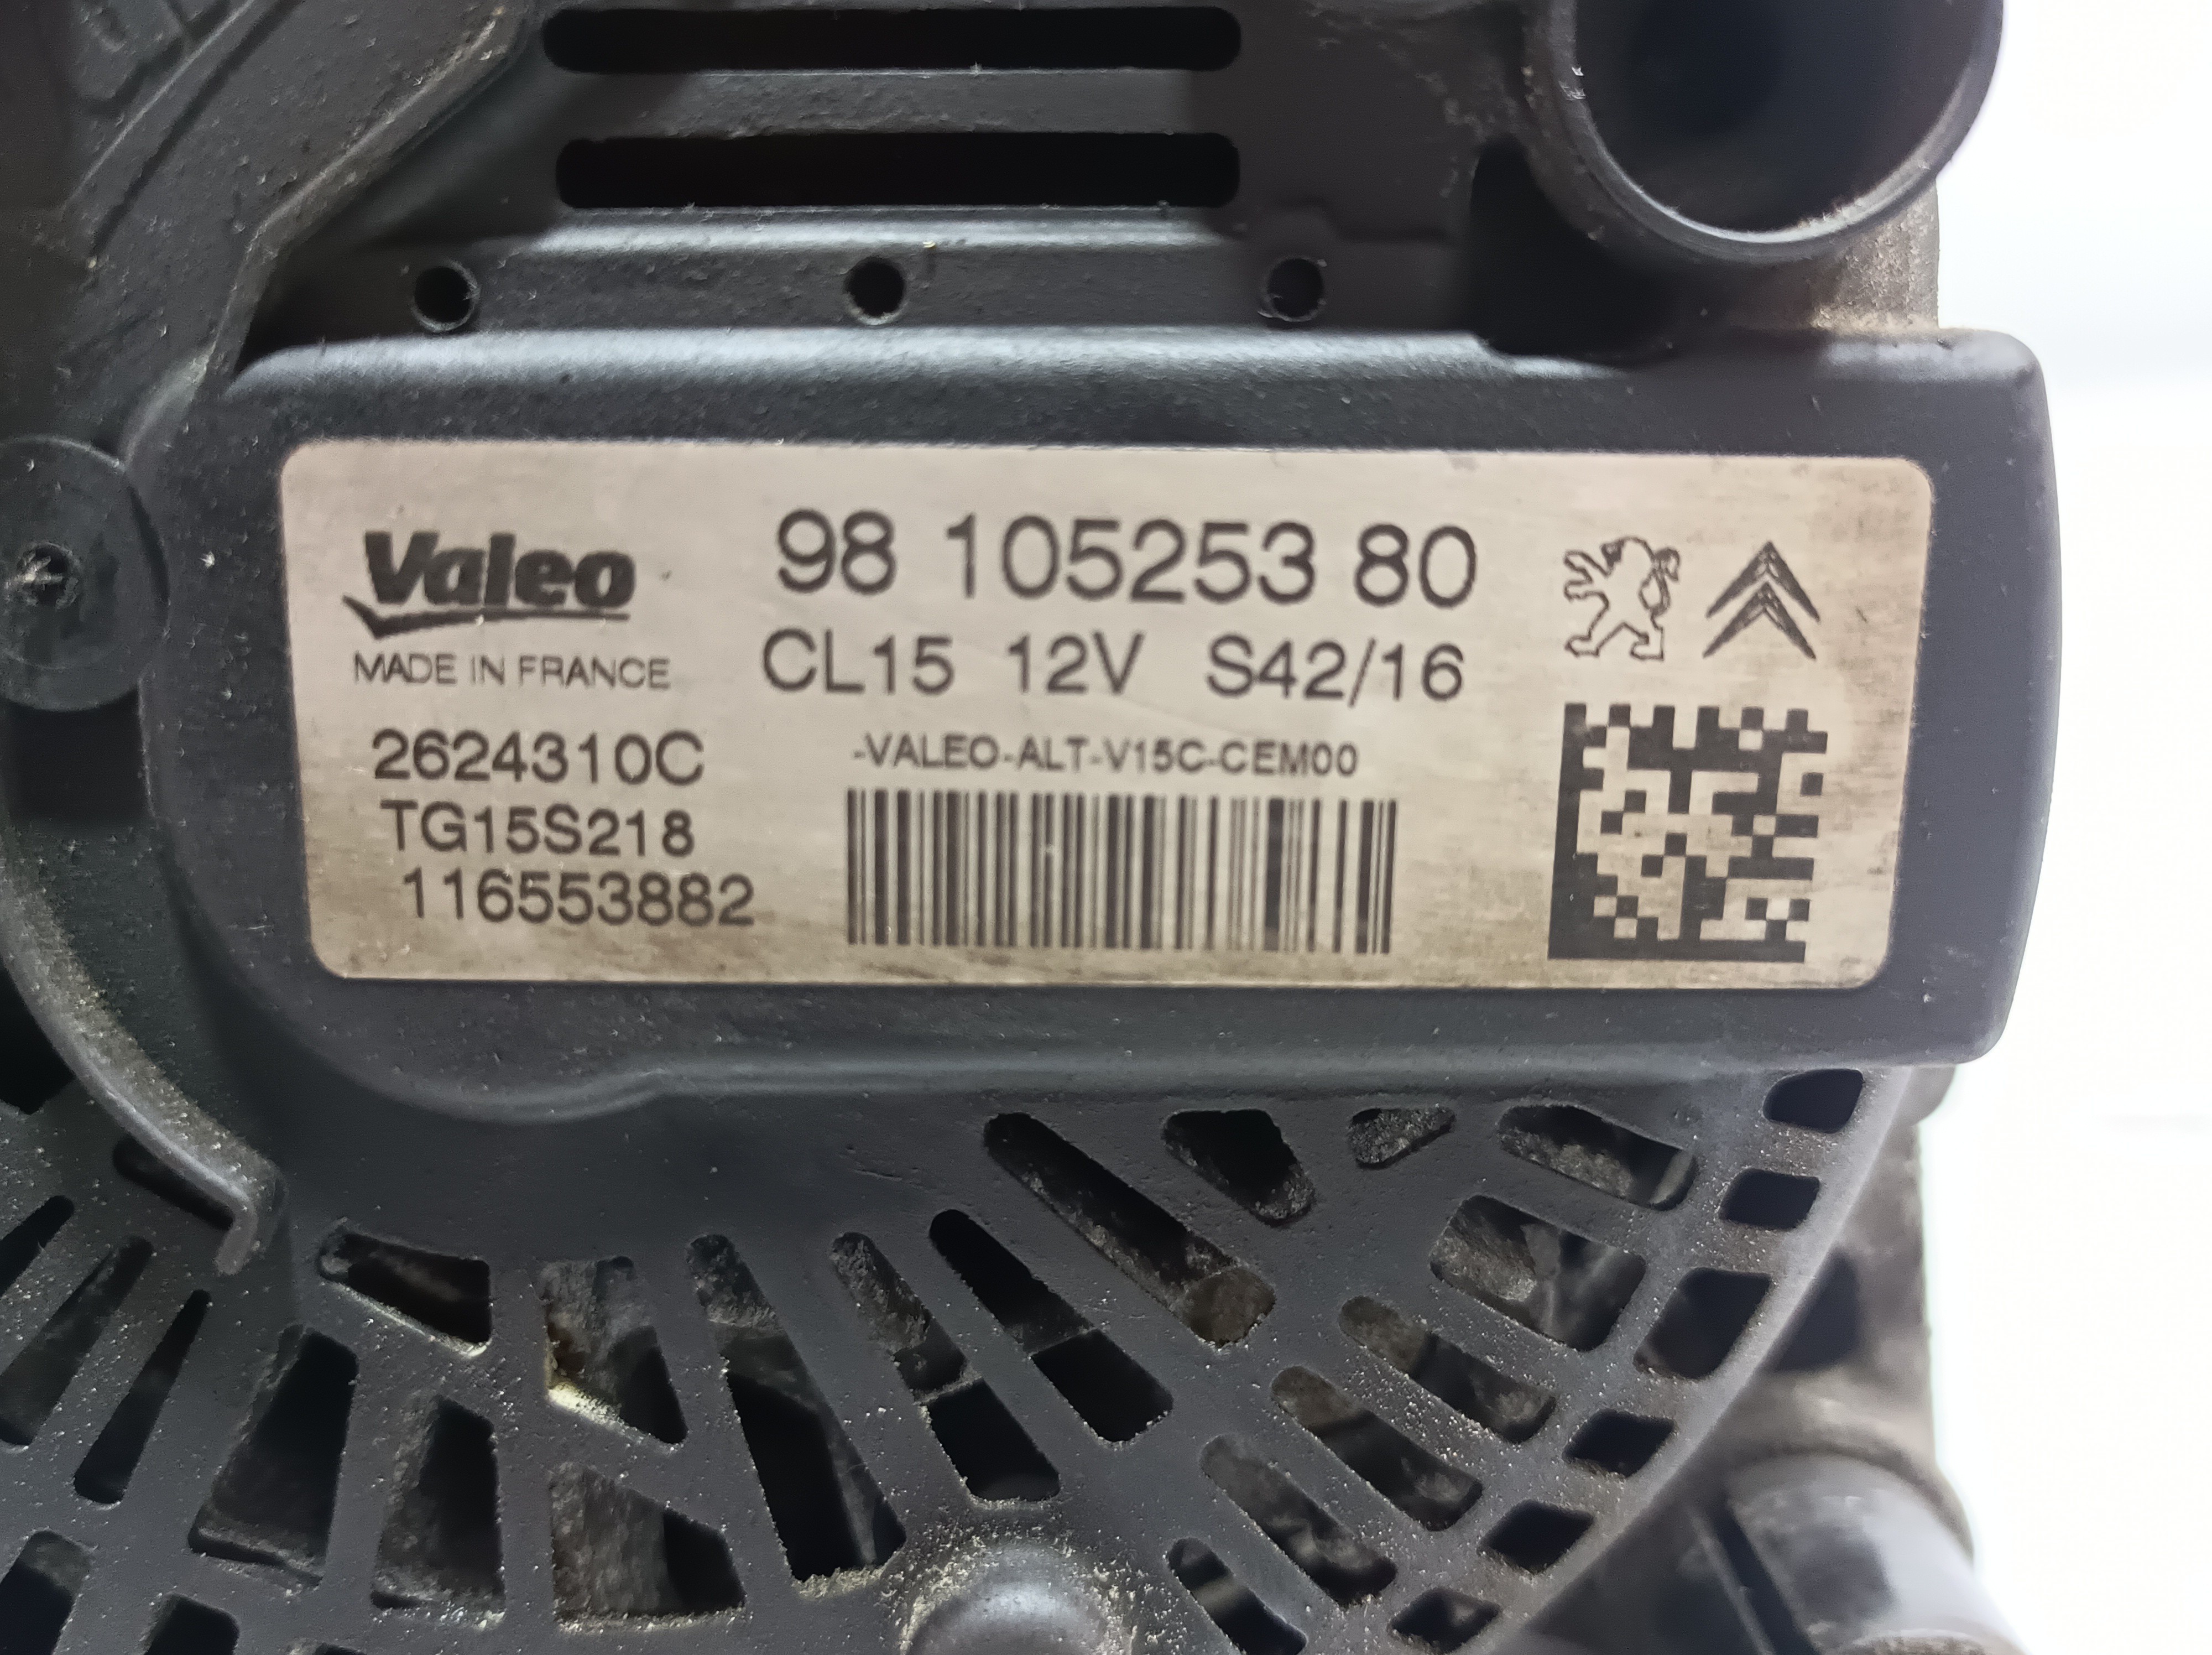 Valeo
MADE IN FRANCE
98 105253 80
CL15 12V S42/16
2624310C
TG15S218
116553882
-VALEO-ALT-V15C-CEM00